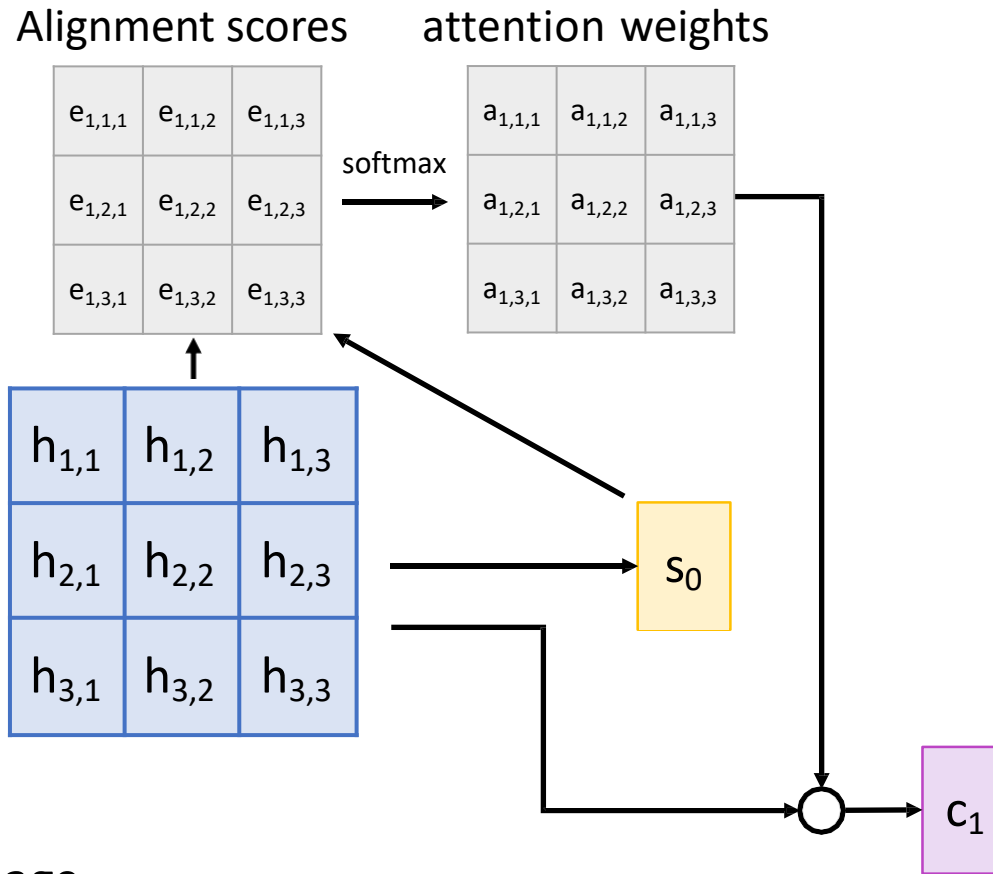 Alignment scores attention weights
e1,1,1 e1,1,2 e1,1,3 a1,1,1 a1,1,2 a1,1,3
softmax
e1,2,1 e1,2,2 e1,2,3 a1,2,1 a1,2,2 a1,2,3
e1,3,1 e1,3,2 e1,3,3 a1,3,1 a1,3,2 a1,3,3
h1,1 h1,2 h1,3
h2,1 h2,2 h2,3 s0
h3,1 h3,2 h3,3
c1